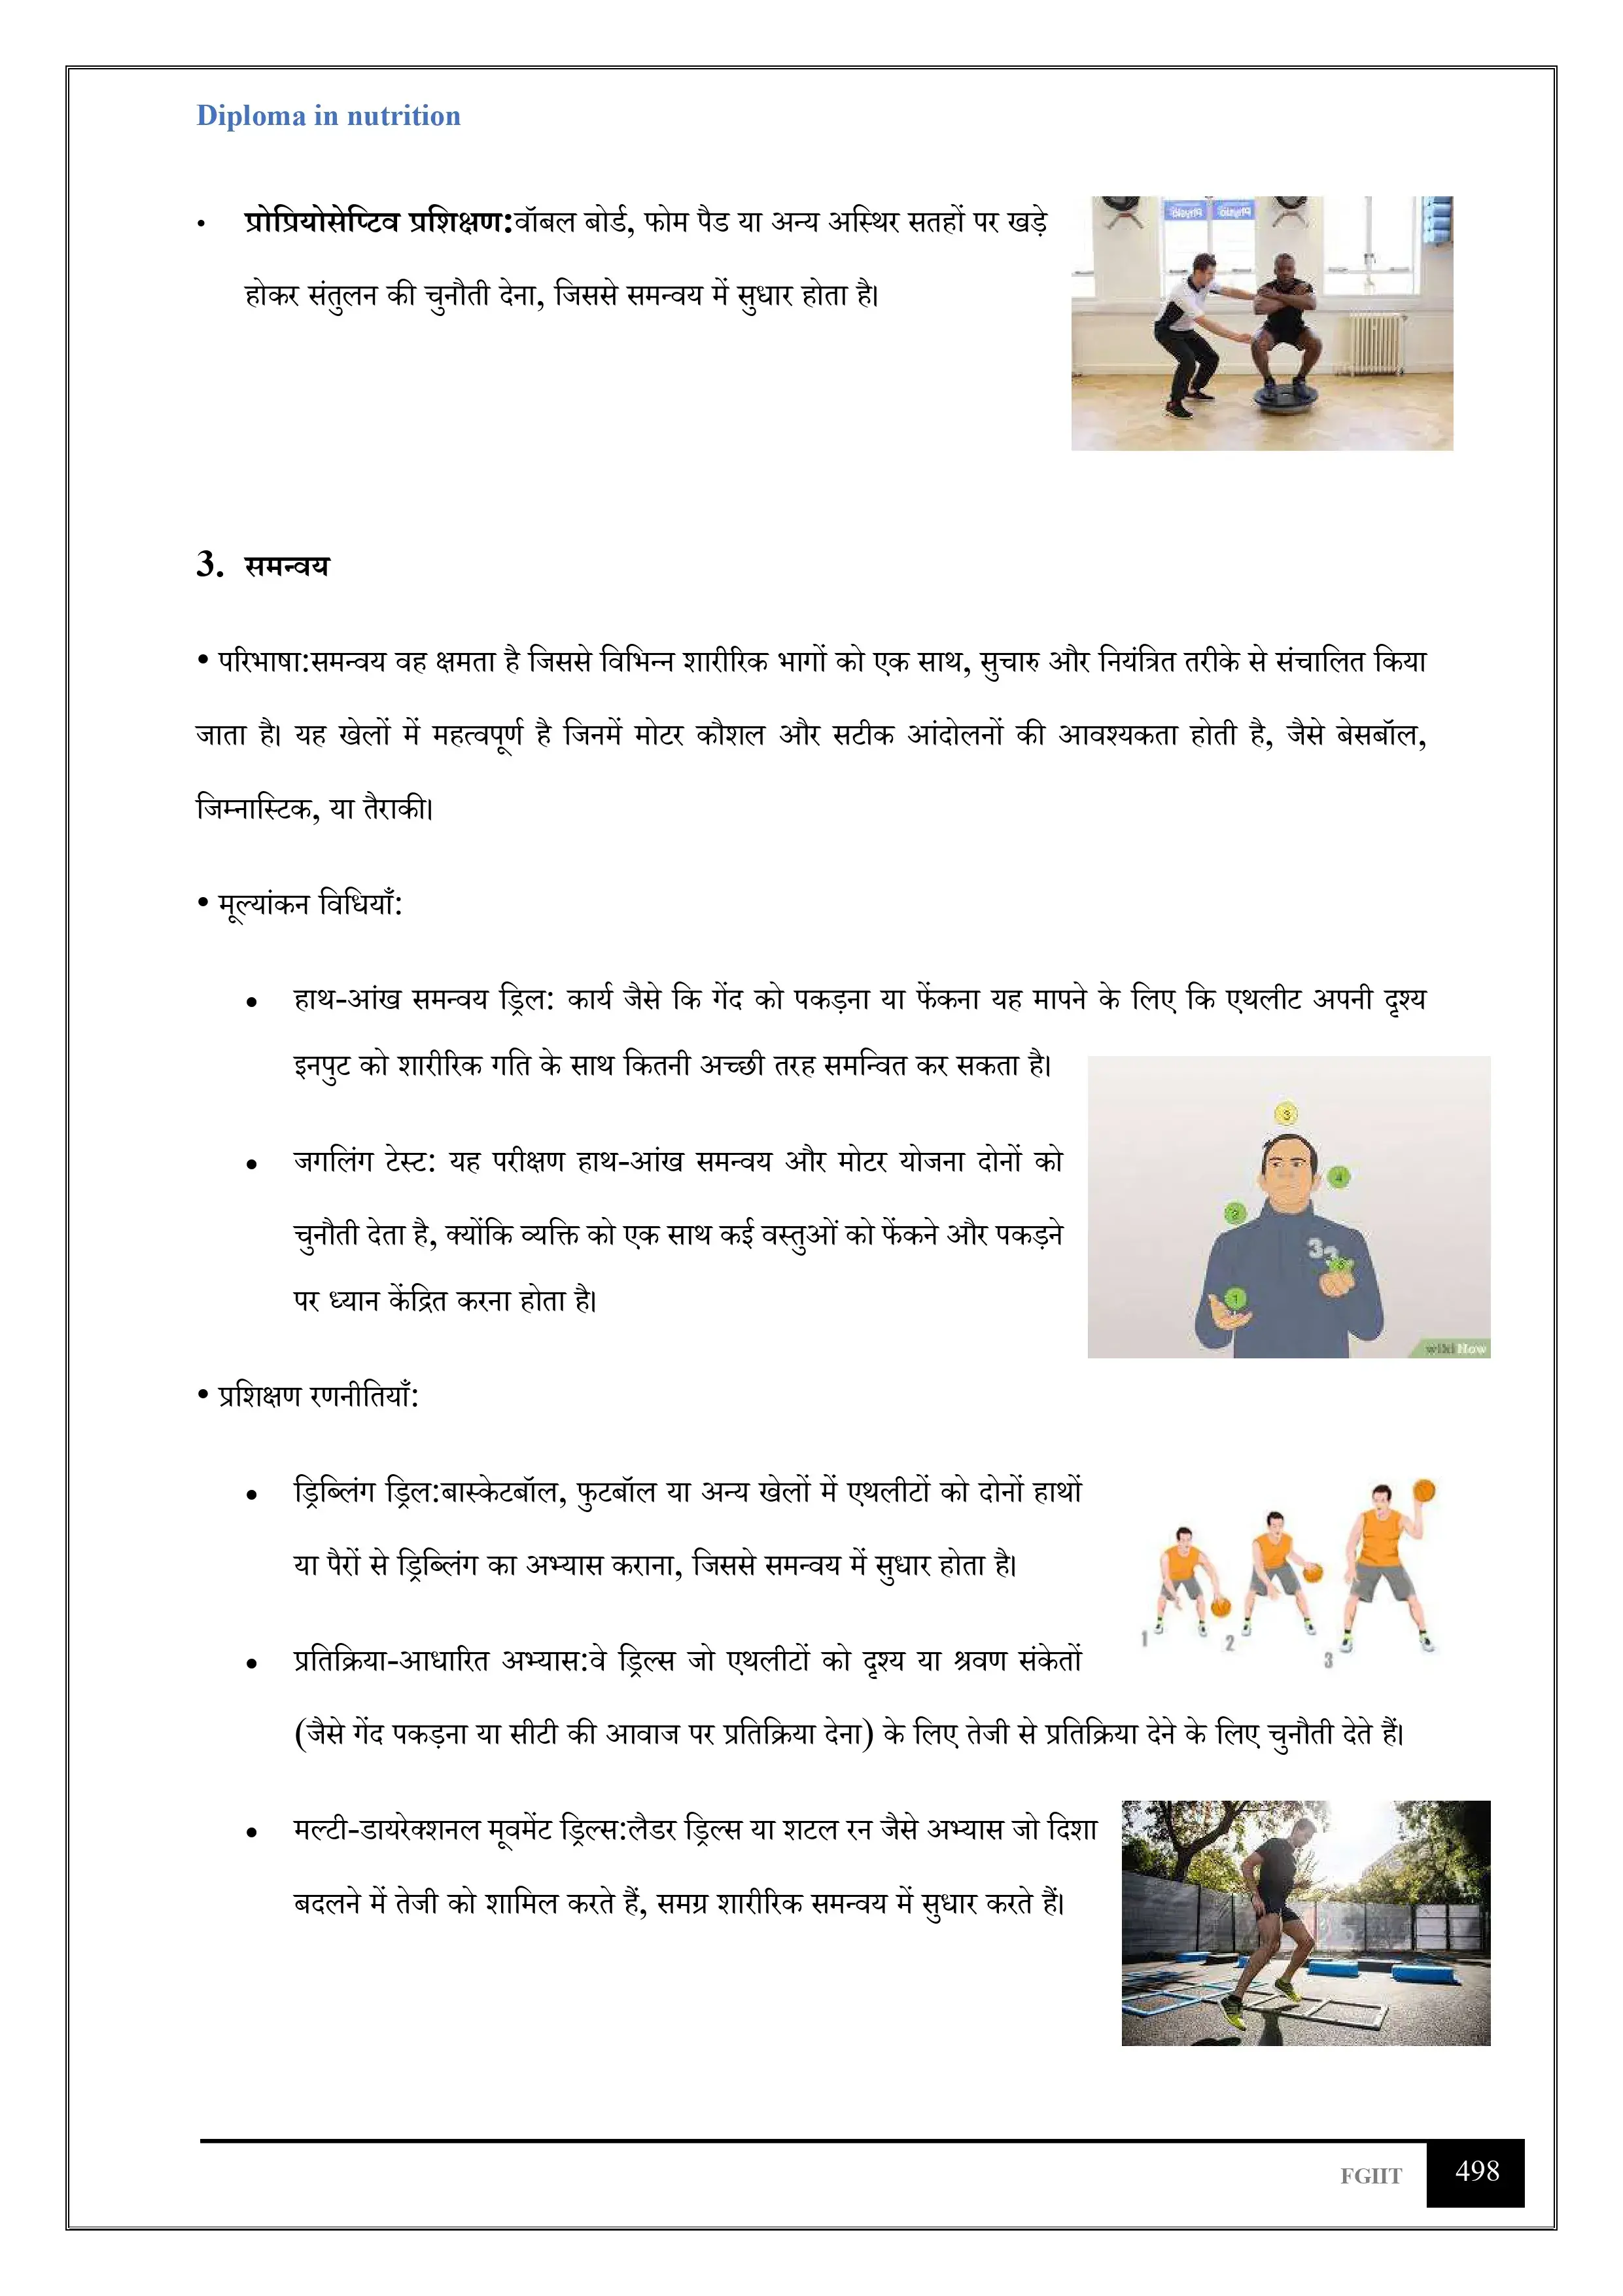 Diploma in nutrition
• प्रोप्रियोसेप्टिव प्रशिक्षण:वॉबल बोर्ड, फोम पैड या अन्य अस्थिर सतहों पर खड़े
होकर संतुलन की चुनौती देना, जिससे समन्वय में सुधार होता है।
3. समन्वय
• परिभाषा:समन्वय वह क्षमता है जिससे विभिन्न शारीरिक भागों को एक साथ, सुचारु और नियंत्रित तरीके से संचालित किया
जाता है। यह खेलों में महत्वपूर्ण है जिनमें मोटर कौशल और सटीक आंदोलनों की आवश्यकता होती है, जैसे बेसबॉल,
जिम्नास्टिक, या तैराकी।
• मूल्यांकन विधियाँ:
• हाथ-आंख समन्वय ड्रिल: कार्य जैसे कि गेंद को पकड़ना या फेंकना यह मापने के लिए कि एथलीट अपनी दृश्य
इनपुट को शारीरिक गति के साथ कितनी अच्छी तरह समन्वित कर सकता है।
• जगलिंग टेस्ट: यह परीक्षण हाथ-आंख समन्वय और मोटर योजना दोनों को
चुनौती देता है, क्योंकि व्यक्ति को एक साथ कई वस्तुओं को फेंकने और पकड़ने
पर ध्यान केंद्रित करना होता है।
3
4
2
1
wikiHow
• प्रशिक्षण रणनीतियाँ:
• ड्रिब्लिंग ड्रिल:बास्केटबॉल, फुटबॉल या अन्य खेलों में एथलीटों को दोनों हाथों
या पैरों से ड्रिब्लिंग का अभ्यास कराना, जिससे समन्वय में सुधार होता है।
1 2 3
• प्रतिक्रिया-आधारित अभ्यास:वे ड्रिल्स जो एथलीटों को दृश्य या श्रवण संकेतों
(जैसे गेंद पकड़ना या सीटी की आवाज पर प्रतिक्रिया देना) के लिए तेजी से प्रतिक्रिया देने के लिए चुनौती देते हैं।
• मल्टी-डायरेक्शनल मूवमेंट ड्रिल्स:लैडर ड्रिल्स या शटल रन जैसे अभ्यास जो दिशा
बदलने में तेजी को शामिल करते हैं, समग्र शारीरिक समन्वय में सुधार करते हैं।
FGIIT 498